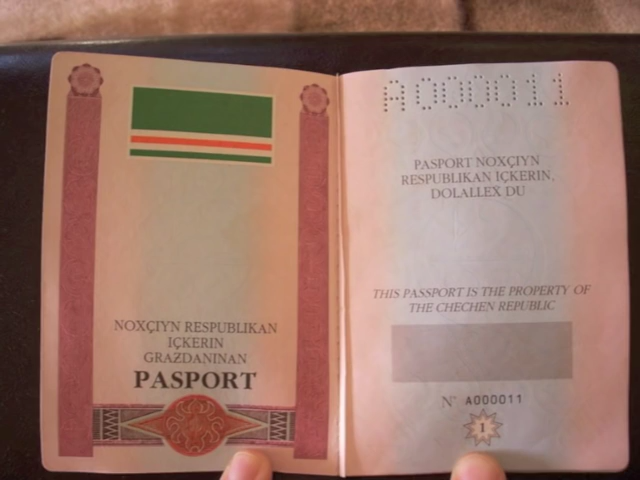 NOXÇIYN RESPUBLIKAN
IÇKERIN
GRAZDANINAN
PASPORT
A000011
PASPORT NOXÇIYN
RESPUBLIKAN IÇKERIN,
DOLALLEX DU
THIS PASSPORT IS THE PROPERTY OF
THE CHECHEN REPUBLIC
N° A000011
1